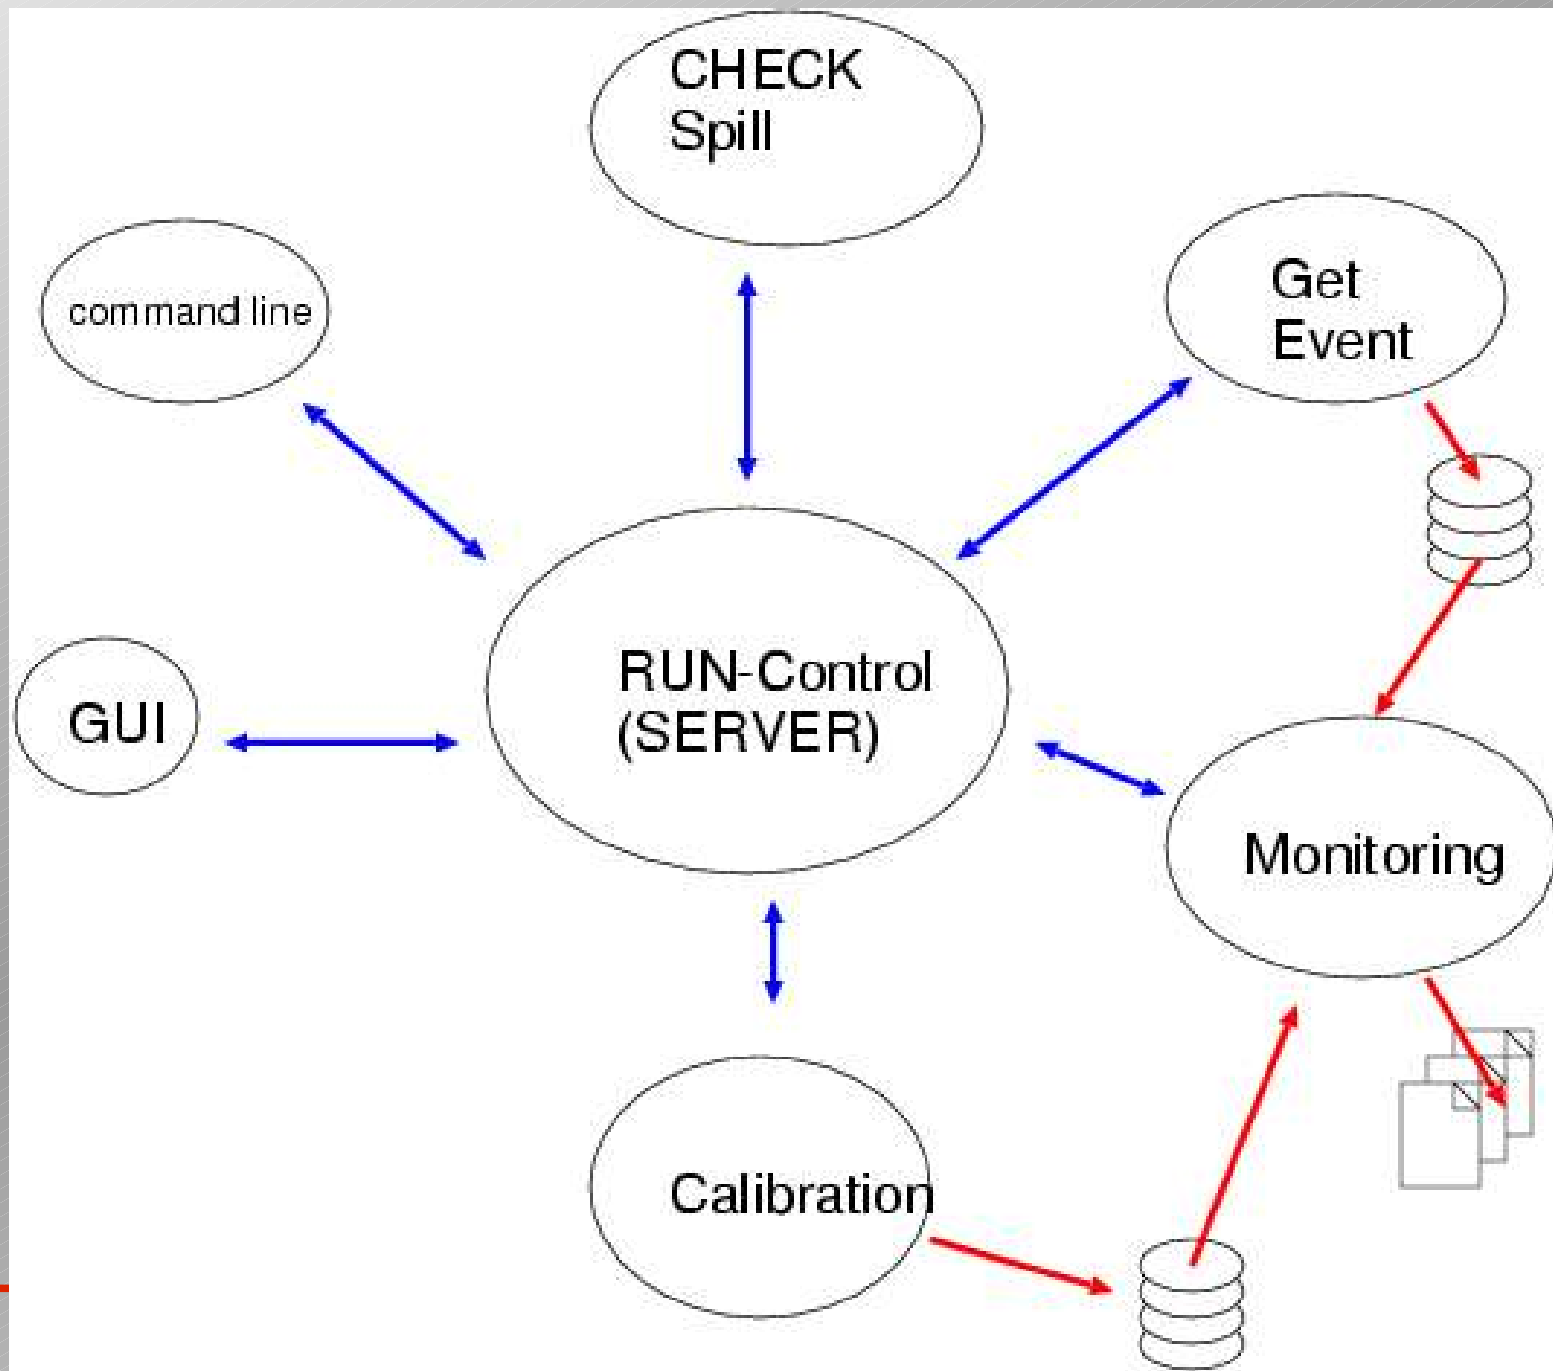 CHECK
Spill
command line
Get
Event
RUN-Control
(SERVER)
GUI
Monitoring
Calibration